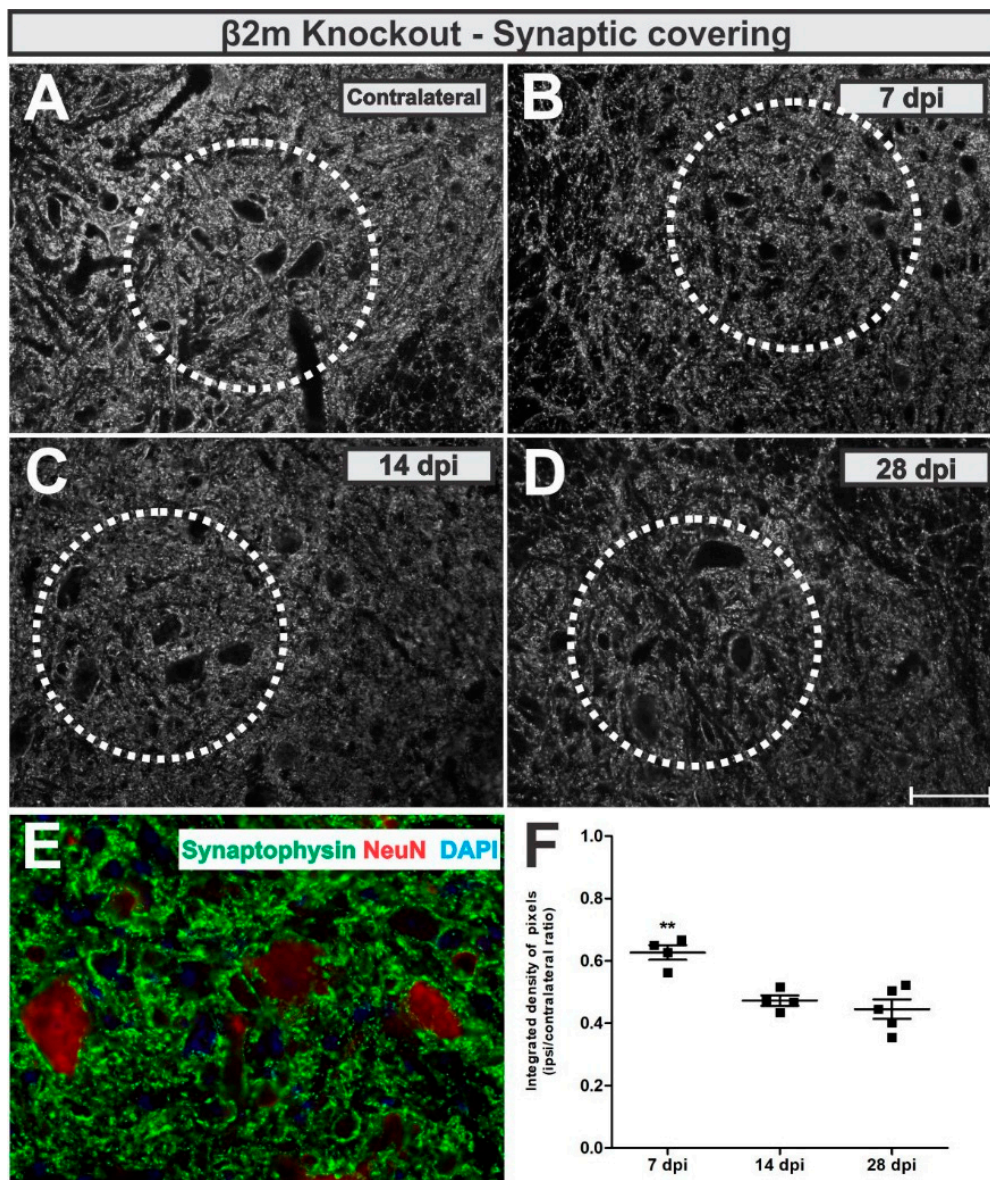 β2m Knockout - Synaptic covering
A
Contralateral
B
7 dpi
C
14 dpi
D
28 dpi
E
Synaptophysin NeuN DAPI
F
Integrated density of pixels
(ipsi/contralateral ratio)
1.0
0.8
0.6
0.4
0.2
0.0
**
7 dpi
14 dpi
28 dpi